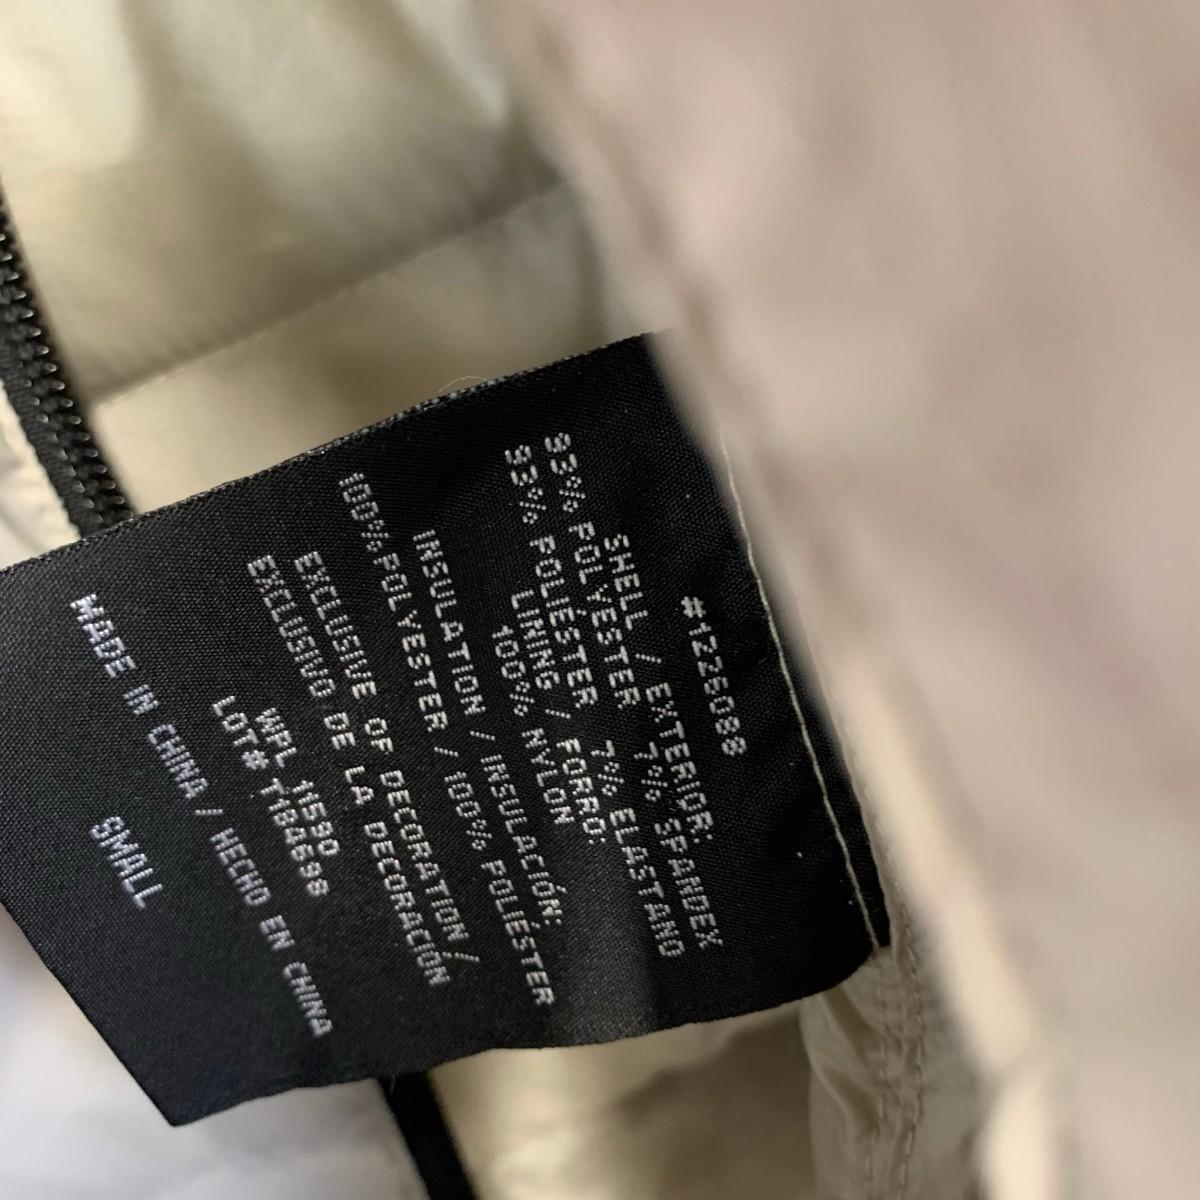 #1226088
SHELL / EXTERIOR:
93% POLYESTER 7% SPANDEX
93% POLIÉSTER 7% ELASTANO
LINING / FORRO:
100% NYLON
INSULATION / INSULACIÓN:
100% POLYESTER / 100% POLIÉSTER
EXCLUSIVE OF DECORATION /
EXCLUSIVO DE LA DECORACIÓN
WPL 11590
LOT# T184698
MADE IN CHINA / HECHO EN CHINA
SMALL